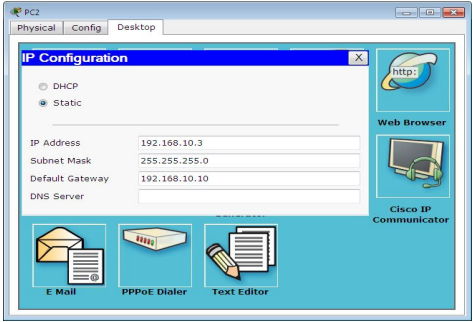 PC2
Physical Config Desktop
IP Configuration
X
DHCP
Static
IP Address 192.168.10.3
Subnet Mask 255.255.255.0
Default Gateway 192.168.10.10
DNS Server
http:
Web Browser
Cisco IP
Communicator
E Mail
PPPoE Dialer
Text Editor